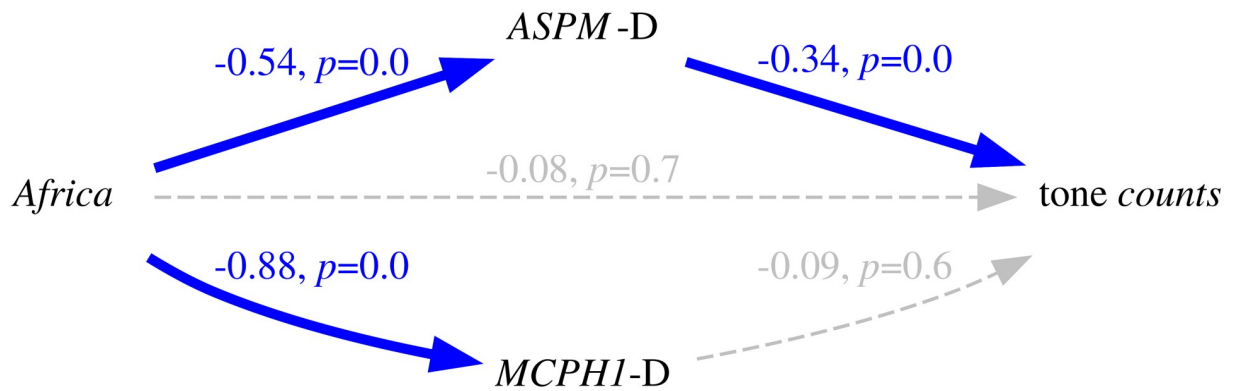 ASPM -D
-0.54, p=0.0
-0.34, p=0.0
-0.08, p=0.7
Africa
tone counts
-0.88, p=0.0
-0.09, p=0.6
MCPH1-D